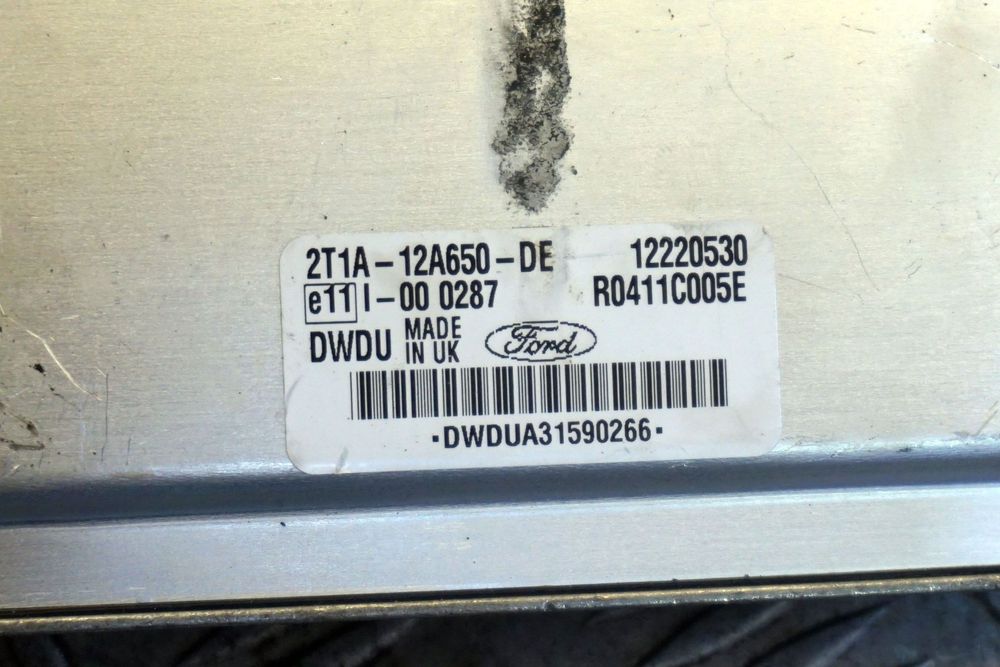 2T1A-12A650-DE 12220530
e11 I-00 0287 R0411C005E
DWDU MADE IN UK Ford
·DWDUA31590266·